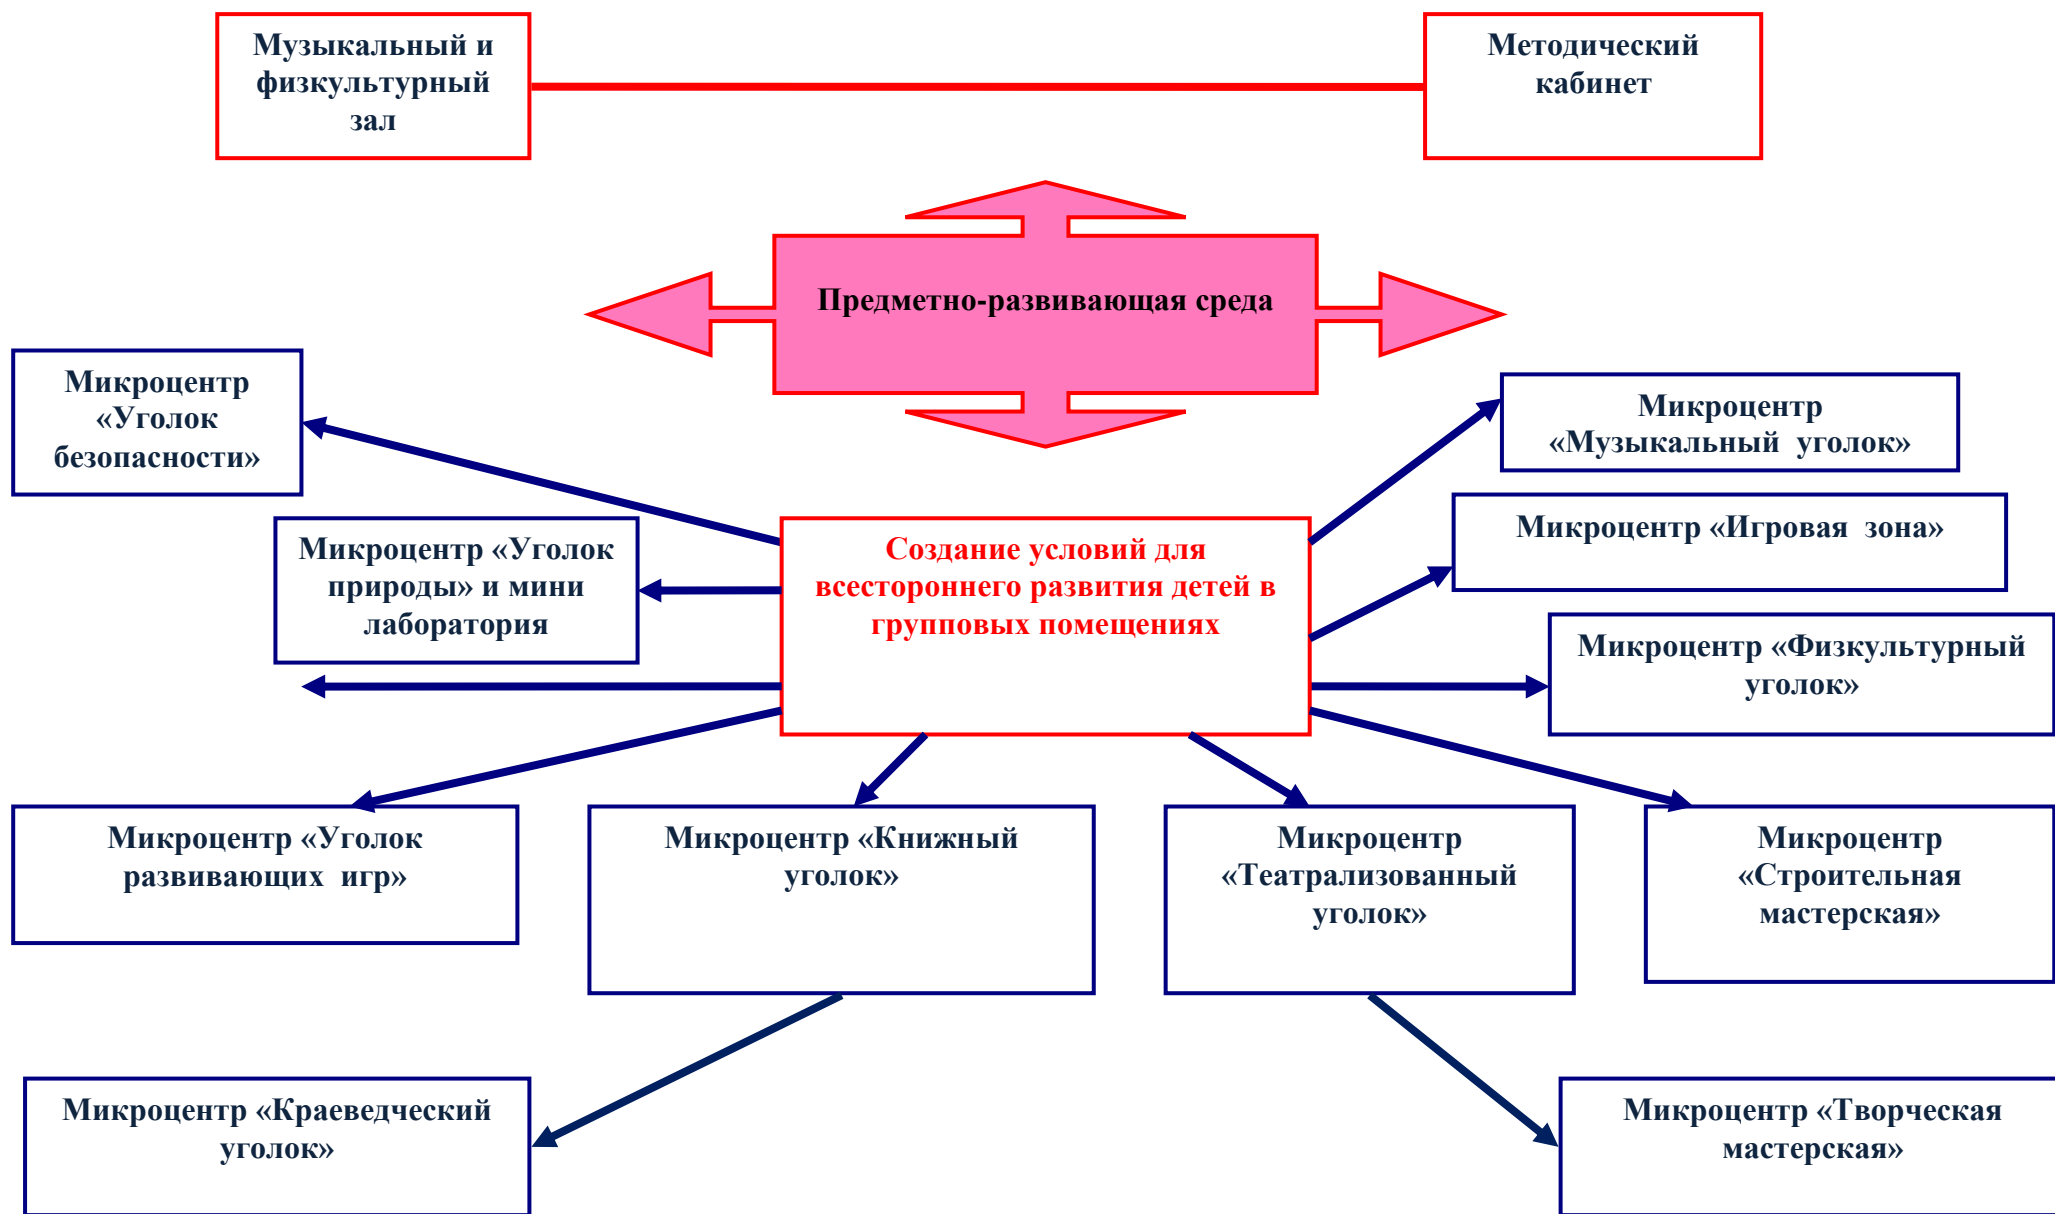 Музыкальный и
физкультурный
зал
Методический
кабинет
Предметно-развивающая среда
Микроцентр
«Уголок
безопасности»
Микроцентр
«Музыкальный уголок»
Микроцентр «Игровая зона»
Микроцентр «Уголок
природы» и мини
лаборатория
Создание условий для
всестороннего развития детей в
групповых помещениях
Микроцентр «Физкультурный
уголок»
Микроцентр «Уголок
развивающих игр»
Микроцентр «Книжный
уголок»
Микроцентр
«Театрализованный
уголок»
Микроцентр
«Строительная
мастерская»
Микроцентр «Краеведческий
уголок»
Микроцентр «Творческая
мастерская»